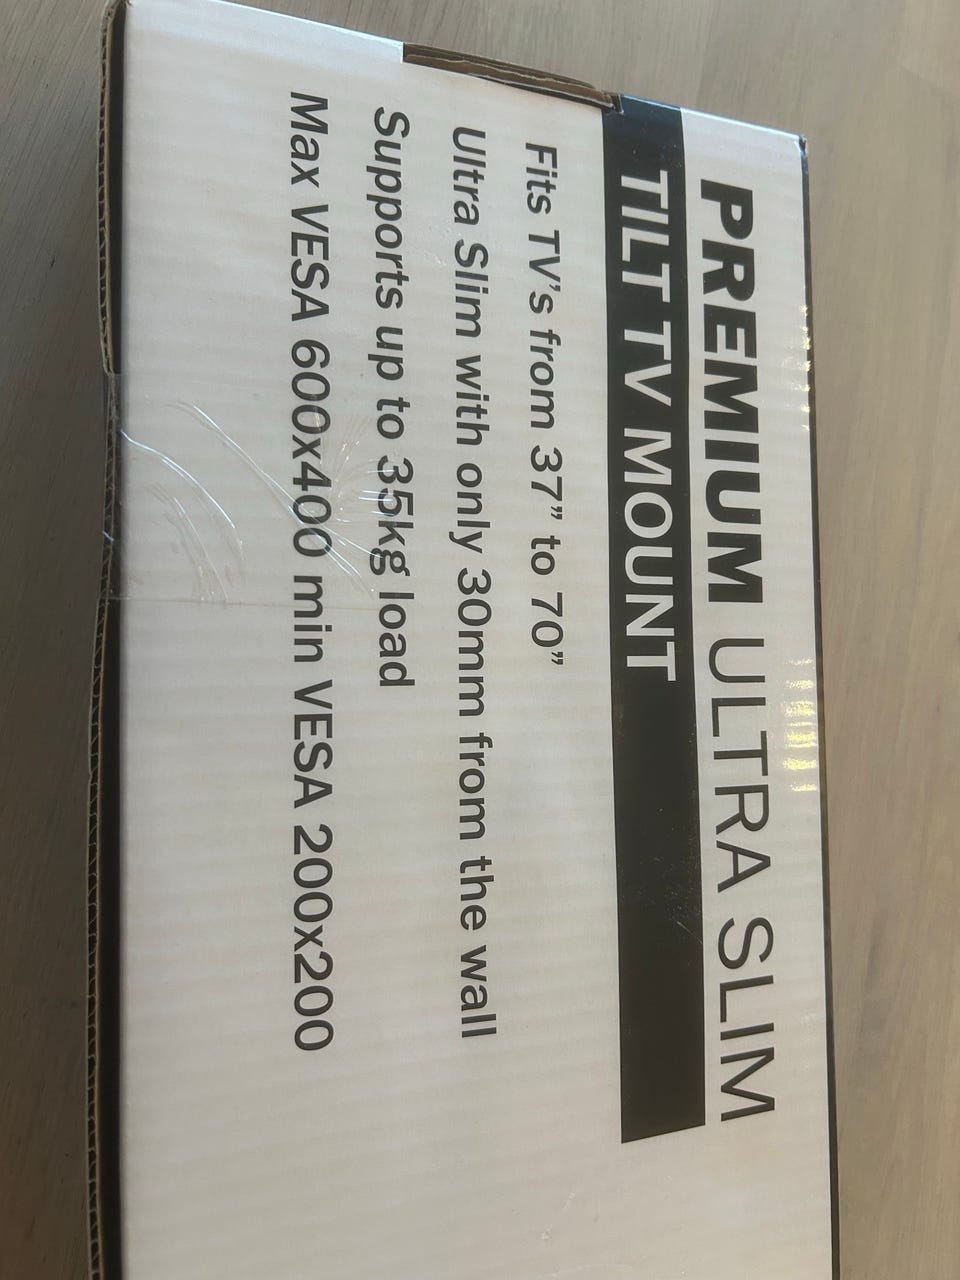 PREMIUM ULTRA SLIM
TILT TV MOUNT
Fits TV’s from 37” to 70”
Ultra Slim with only 30mm from the wall
Supports up to 35kg load
Max VESA 600x400 min VESA 200x200